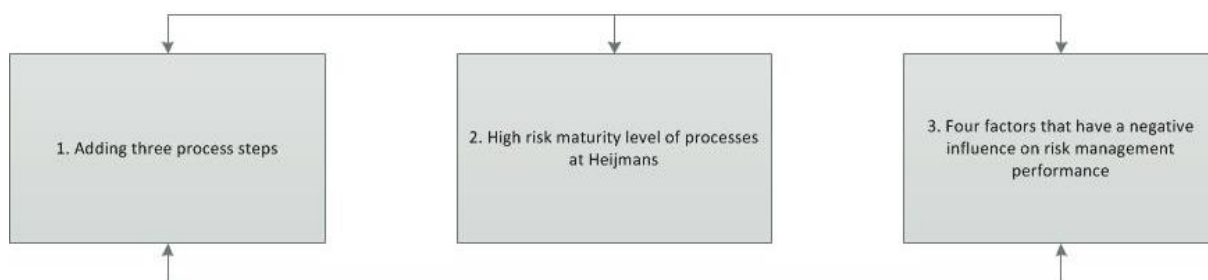 1. Adding three process steps
2. High risk maturity level of processes
at Heijmans
3. Four factors that have a negative
influence on risk management
performance